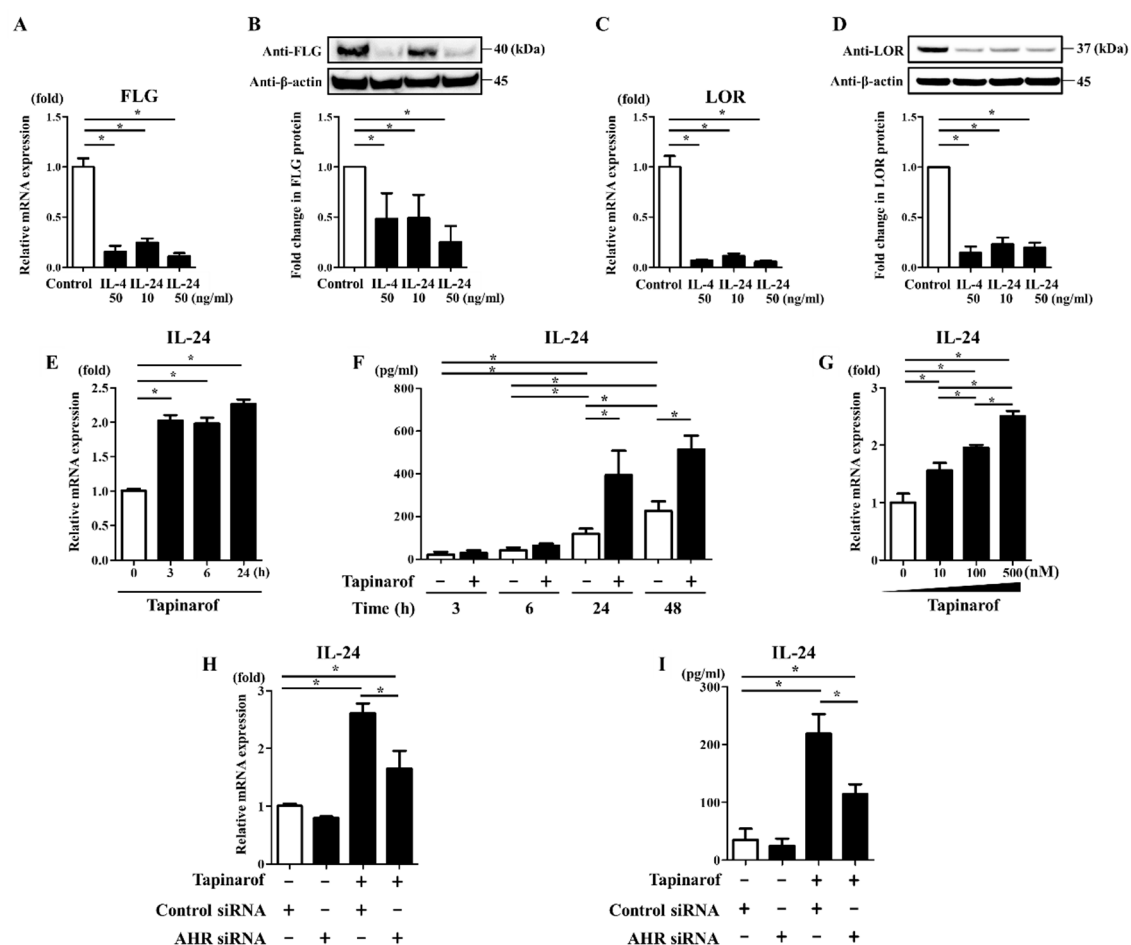 A
B
C
D
Anti-FLG
40 (kDa)
Anti-β-actin
45
Anti-LOR
37 (kDa)
Anti-β-actin
45
(fold)
FLG
Relative mRNA expression
1.5
1.0
0.5
0.0
*
*
*
Control IL-4 IL-24 IL-24
50 10 50 (ng/ml)
Fold change in FLG protein
1.5
1.0
0.5
0.0
*
*
*
Control IL-4 IL-24 IL-24
50 10 50 (ng/ml)
(fold)
LOR
Relative mRNA expression
1.5
1.0
0.5
0.0
*
*
*
Control IL-4 IL-24 IL-24
50 10 50 (ng/ml)
Fold change in LOR protein
1.5
1.0
0.5
0.0
*
*
*
Control IL-4 IL-24 IL-24
50 10 50 (ng/ml)
E
IL-24
(fold)
Relative mRNA expression
2.5
2.0
1.5
1.0
0.5
0.0
*
*
*
0 3 6 24 (h)
Tapinarof
F
IL-24
(pg/ml)
800
600
400
200
0
*
*
*
*
*
*
*
*
Tapinarof − + − + − + − +
Time (h) 3 6 24 48
G
IL-24
(fold)
Relative mRNA expression
3
2
1
0
*
*
*
*
*
*
0 10 100 500 (nM)
Tapinarof
H
IL-24
(fold)
Relative mRNA expression
3
2
1
0
*
*
*
Tapinarof − − + +
Control siRNA + − + −
AHR siRNA − + − +
I
IL-24
(pg/ml)
300
200
100
0
*
*
*
Tapinarof − − + +
Control siRNA + − + −
AHR siRNA − + − +